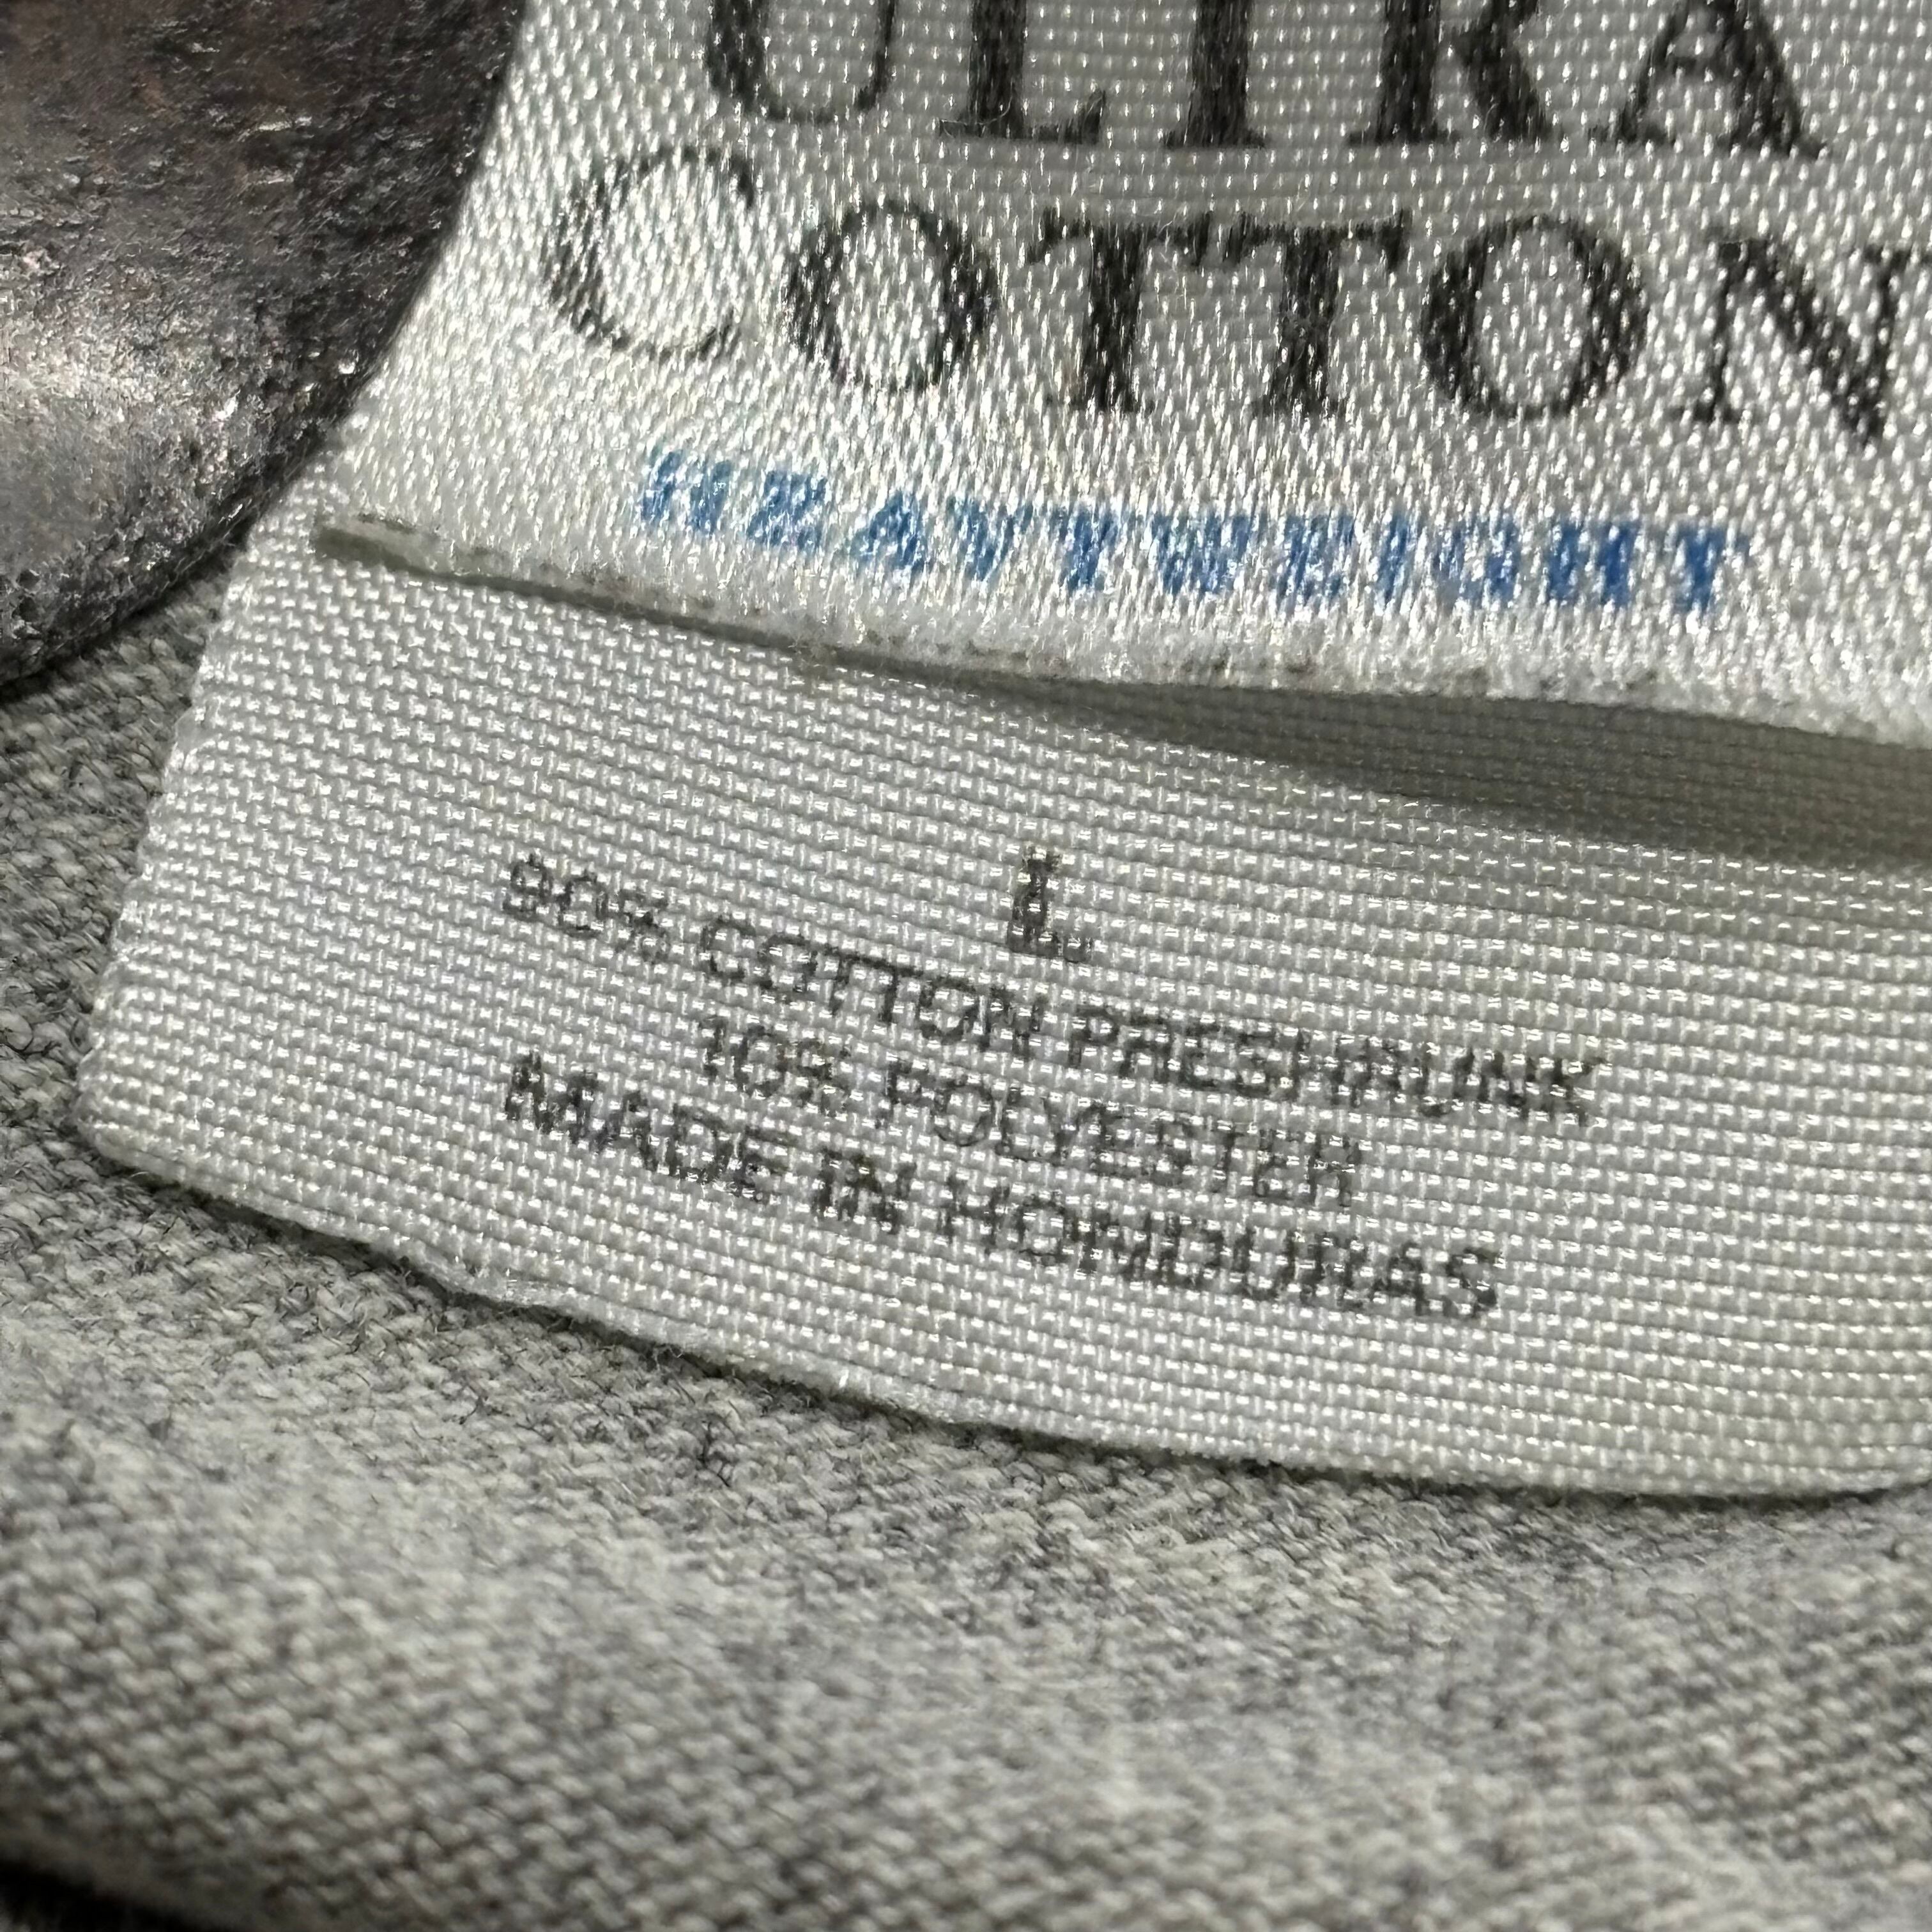 ULTRA
COTTON
HEAVYWEIGHT
L
90% COTTON PRESHRUNK
10% POLYESTER
MADE IN HONDURAS